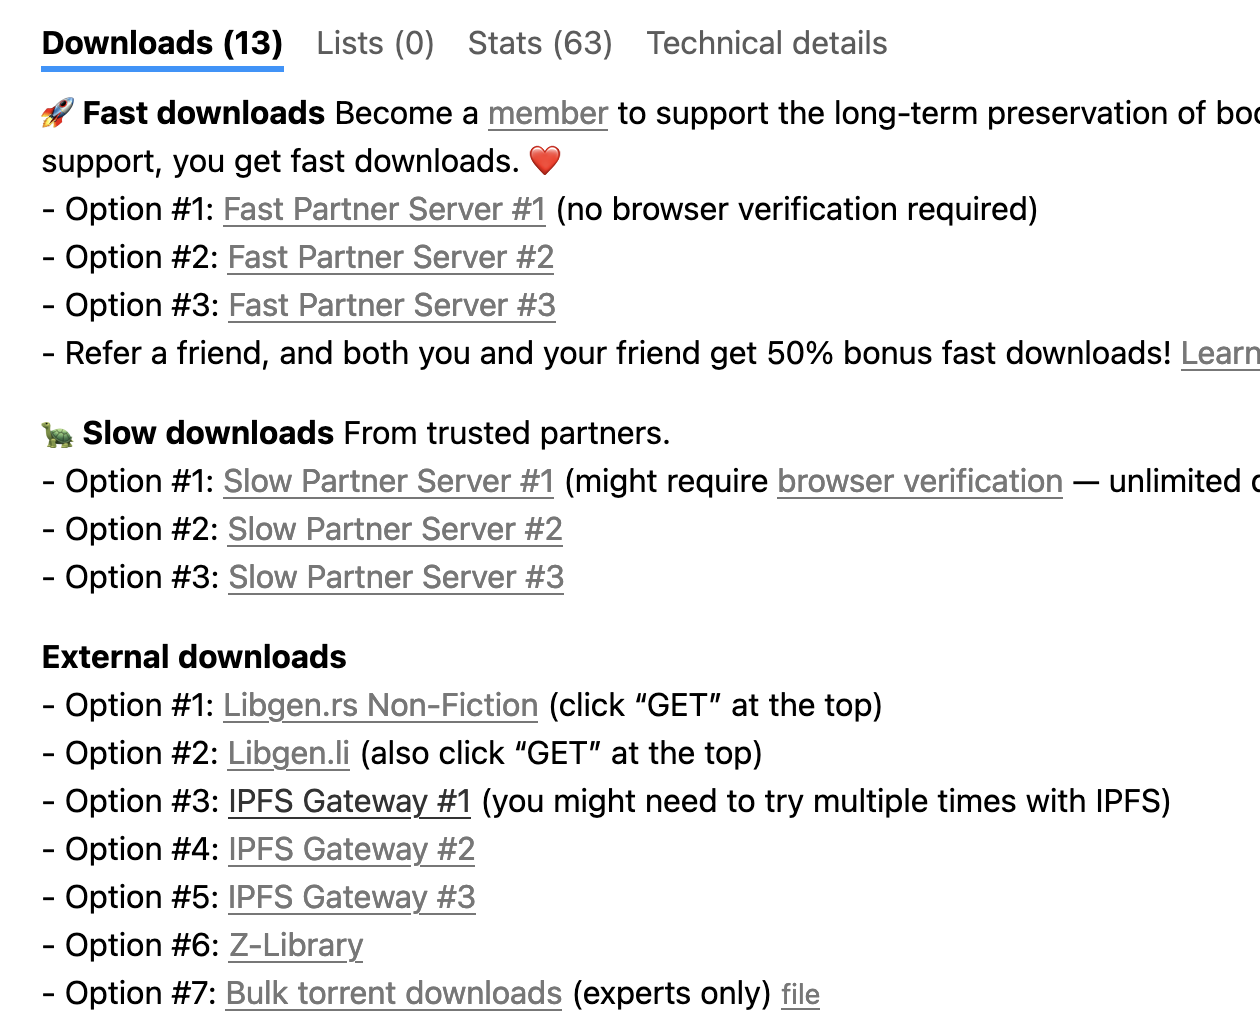 Downloads (13) Lists (0) Stats (63) Technical details
🚀 Fast downloads Become a member to support the long-term preservation of
support, you get fast downloads. ❤️
- Option #1: Fast Partner Server #1 (no browser verification required)
- Option #2: Fast Partner Server #2
- Option #3: Fast Partner Server #3
- Refer a friend, and both you and your friend get 50% bonus fast downloads! Learn
🐢 Slow downloads From trusted partners.
- Option #1: Slow Partner Server #1 (might require browser verification — unlimited
- Option #2: Slow Partner Server #2
- Option #3: Slow Partner Server #3
External downloads
- Option #1: Libgen.rs Non-Fiction (click “GET” at the top)
- Option #2: Libgen.li (also click “GET” at the top)
- Option #3: IPFS Gateway #1 (you might need to try multiple times with IPFS)
- Option #4: IPFS Gateway #2
- Option #5: IPFS Gateway #3
- Option #6: Z-Library
- Option #7: Bulk torrent downloads (experts only) file